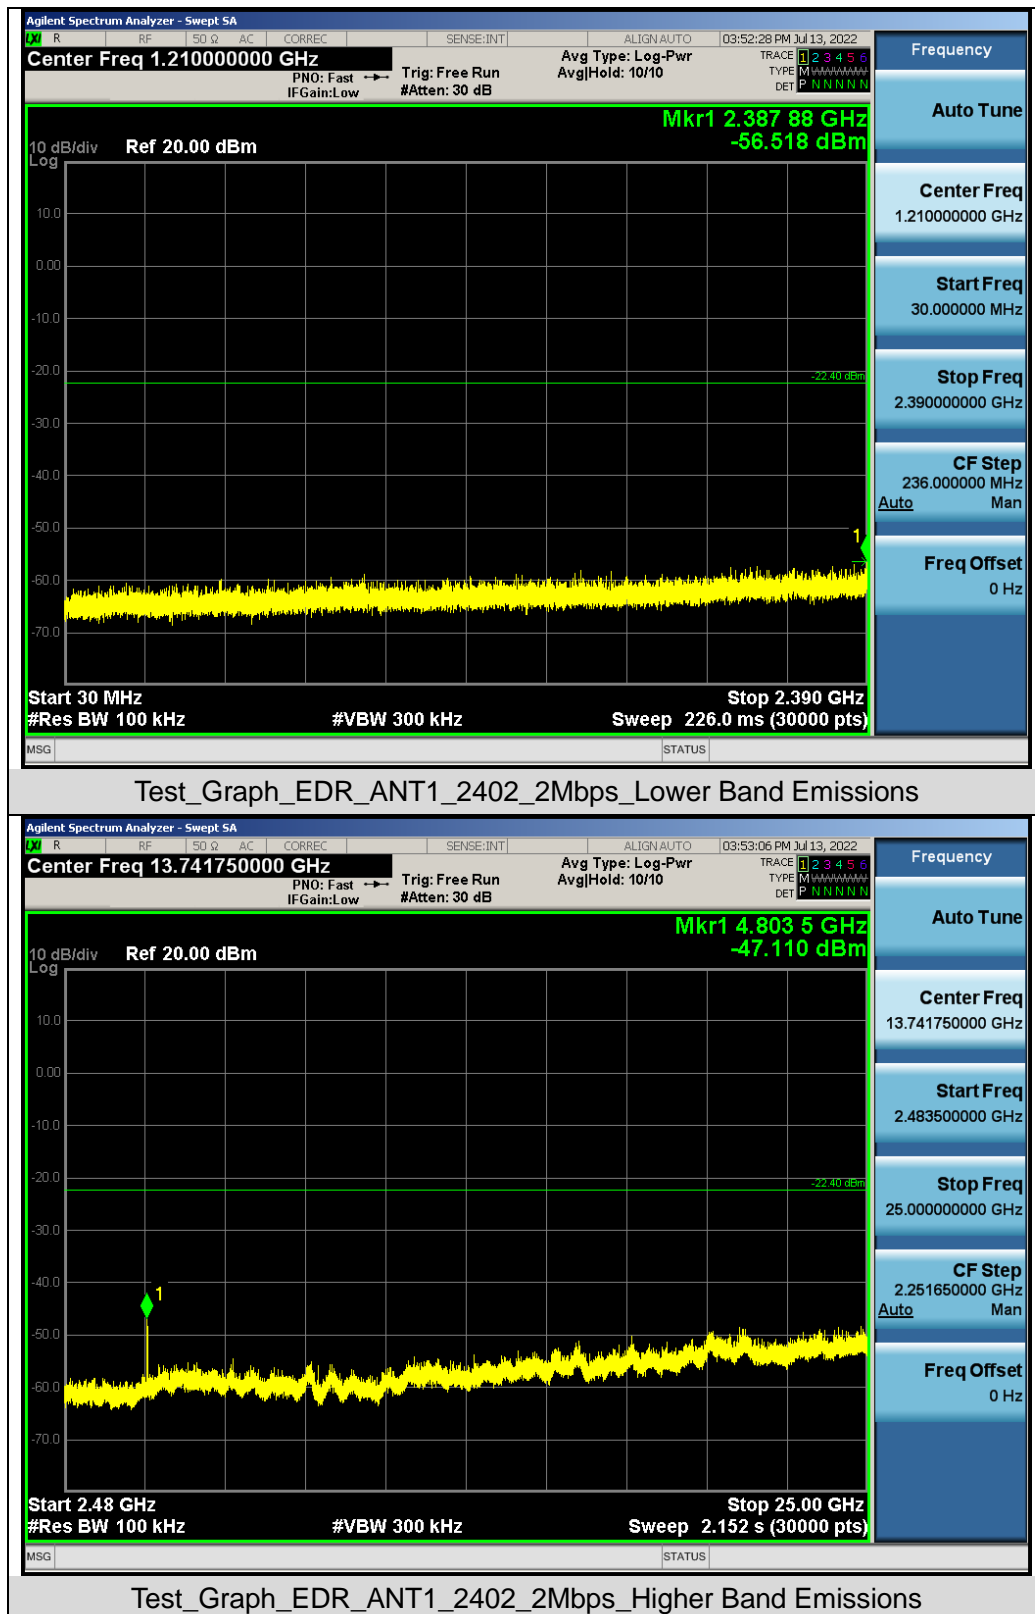 Agilent Spectrum Analyzer - Swept SA
LXI R RF 50 Ω AC CORREC SENSE:INT ALIGN AUTO 03:52:28 PM Jul 13, 2022
Center Freq 1.210000000 GHz
PNO: Fast
IFGain:Low
Trig: Free Run
#Atten: 30 dB
Avg Type: Log-Pwr
Avg|Hold: 10/10
TRACE 1 2 3 4 5 6
TYPE M
DET P N N N N N
Mkr1 2.387 88 GHz
-56.518 dBm
10 dB/div Ref 20.00 dBm
Log
10.0
0.00
-10.0
-20.0
-22.40 dBm
-30.0
-40.0
-50.0
1
-60.0
-70.0
Start 30 MHz Stop 2.390 GHz
#Res BW 100 kHz #VBW 300 kHz Sweep 226.0 ms (30000 pts)
MSG STATUS
Frequency
Auto Tune
Center Freq
1.210000000 GHz
Start Freq
30.000000 MHz
Stop Freq
2.390000000 GHz
CF Step
236.000000 MHz
Auto Man
Freq Offset
0 Hz
Test_Graph_EDR_ANT1_2402_2Mbps_Lower Band Emissions
Agilent Spectrum Analyzer - Swept SA
LXI R RF 50 Ω AC CORREC SENSE:INT ALIGN AUTO 03:53:06 PM Jul 13, 2022
Center Freq 13.741750000 GHz
PNO: Fast
IFGain:Low
Trig: Free Run
#Atten: 30 dB
Avg Type: Log-Pwr
Avg|Hold: 10/10
TRACE 1 2 3 4 5 6
TYPE M
DET P N N N N N
Mkr1 4.803 5 GHz
-47.110 dBm
10 dB/div Ref 20.00 dBm
Log
10.0
0.00
-10.0
-20.0
-22.40 dBm
-30.0
-40.0
1
-50.0
-60.0
-70.0
Start 2.48 GHz Stop 25.00 GHz
#Res BW 100 kHz #VBW 300 kHz Sweep 2.152 s (30000 pts)
MSG STATUS
Frequency
Auto Tune
Center Freq
13.741750000 GHz
Start Freq
2.483500000 GHz
Stop Freq
25.000000000 GHz
CF Step
2.251650000 GHz
Auto Man
Freq Offset
0 Hz
Test_Graph_EDR_ANT1_2402_2Mbps_Higher Band Emissions